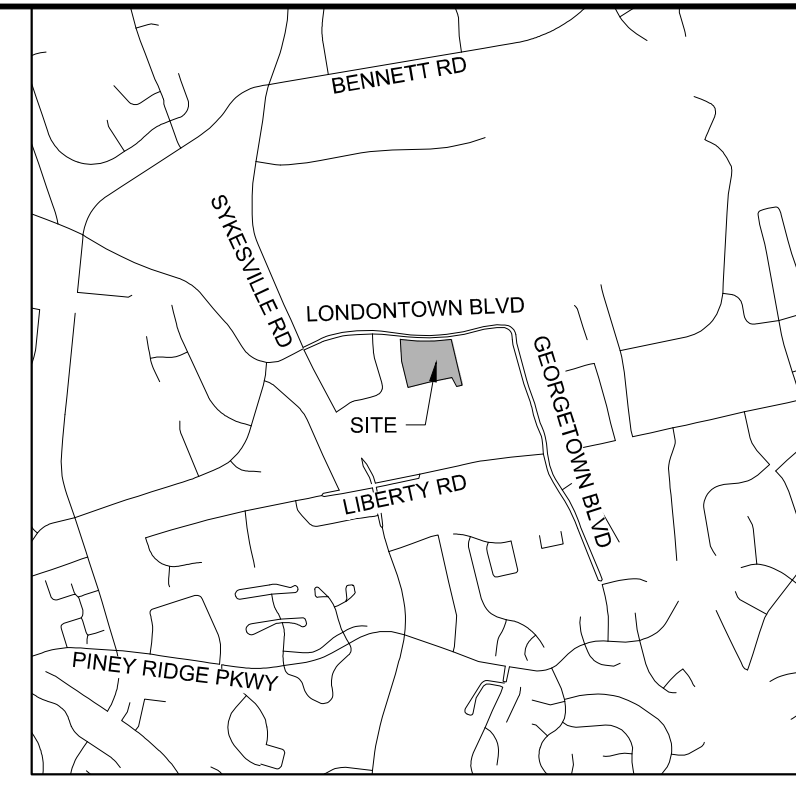 BENNETT RD
SYKESVILLE RD
LONDONTOWN BLVD
GEORGETOWN BLVD
SITE
LIBERTY RD
PINEY RIDGE PKWY